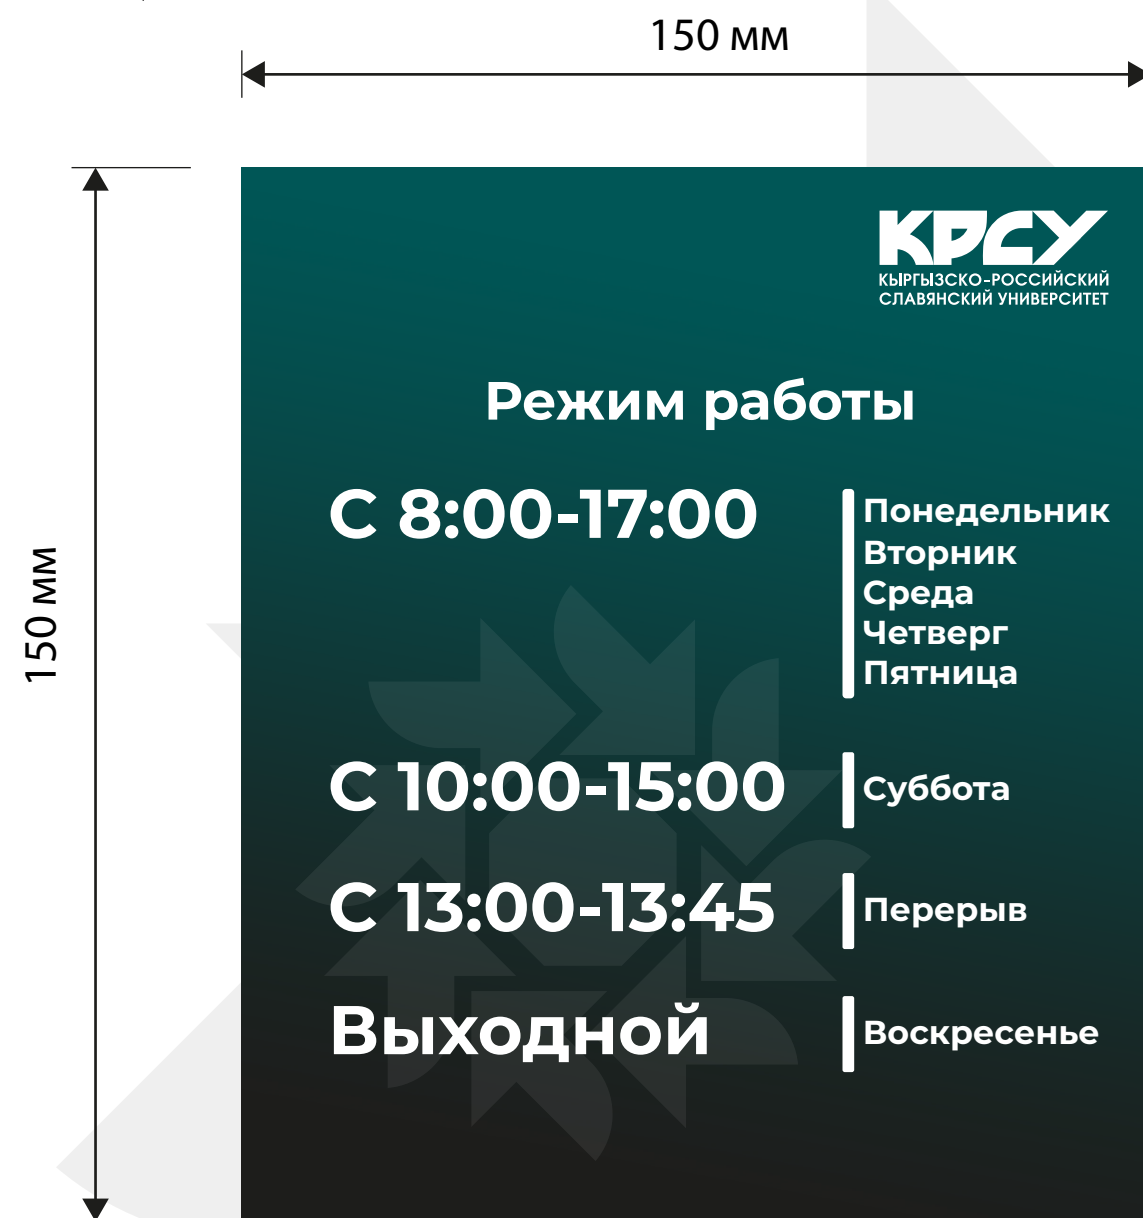 150 мм
150 мм
КРСУ
КЫРГЫЗСКО-РОССИЙСКИЙ
СЛАВЯНСКИЙ УНИВЕРСИТЕТ
Режим работы
С 8:00-17:00
Понедельник
Вторник
Среда
Четверг
Пятница
С 10:00-15:00
Суббота
С 13:00-13:45
Перерыв
Выходной
Воскресенье